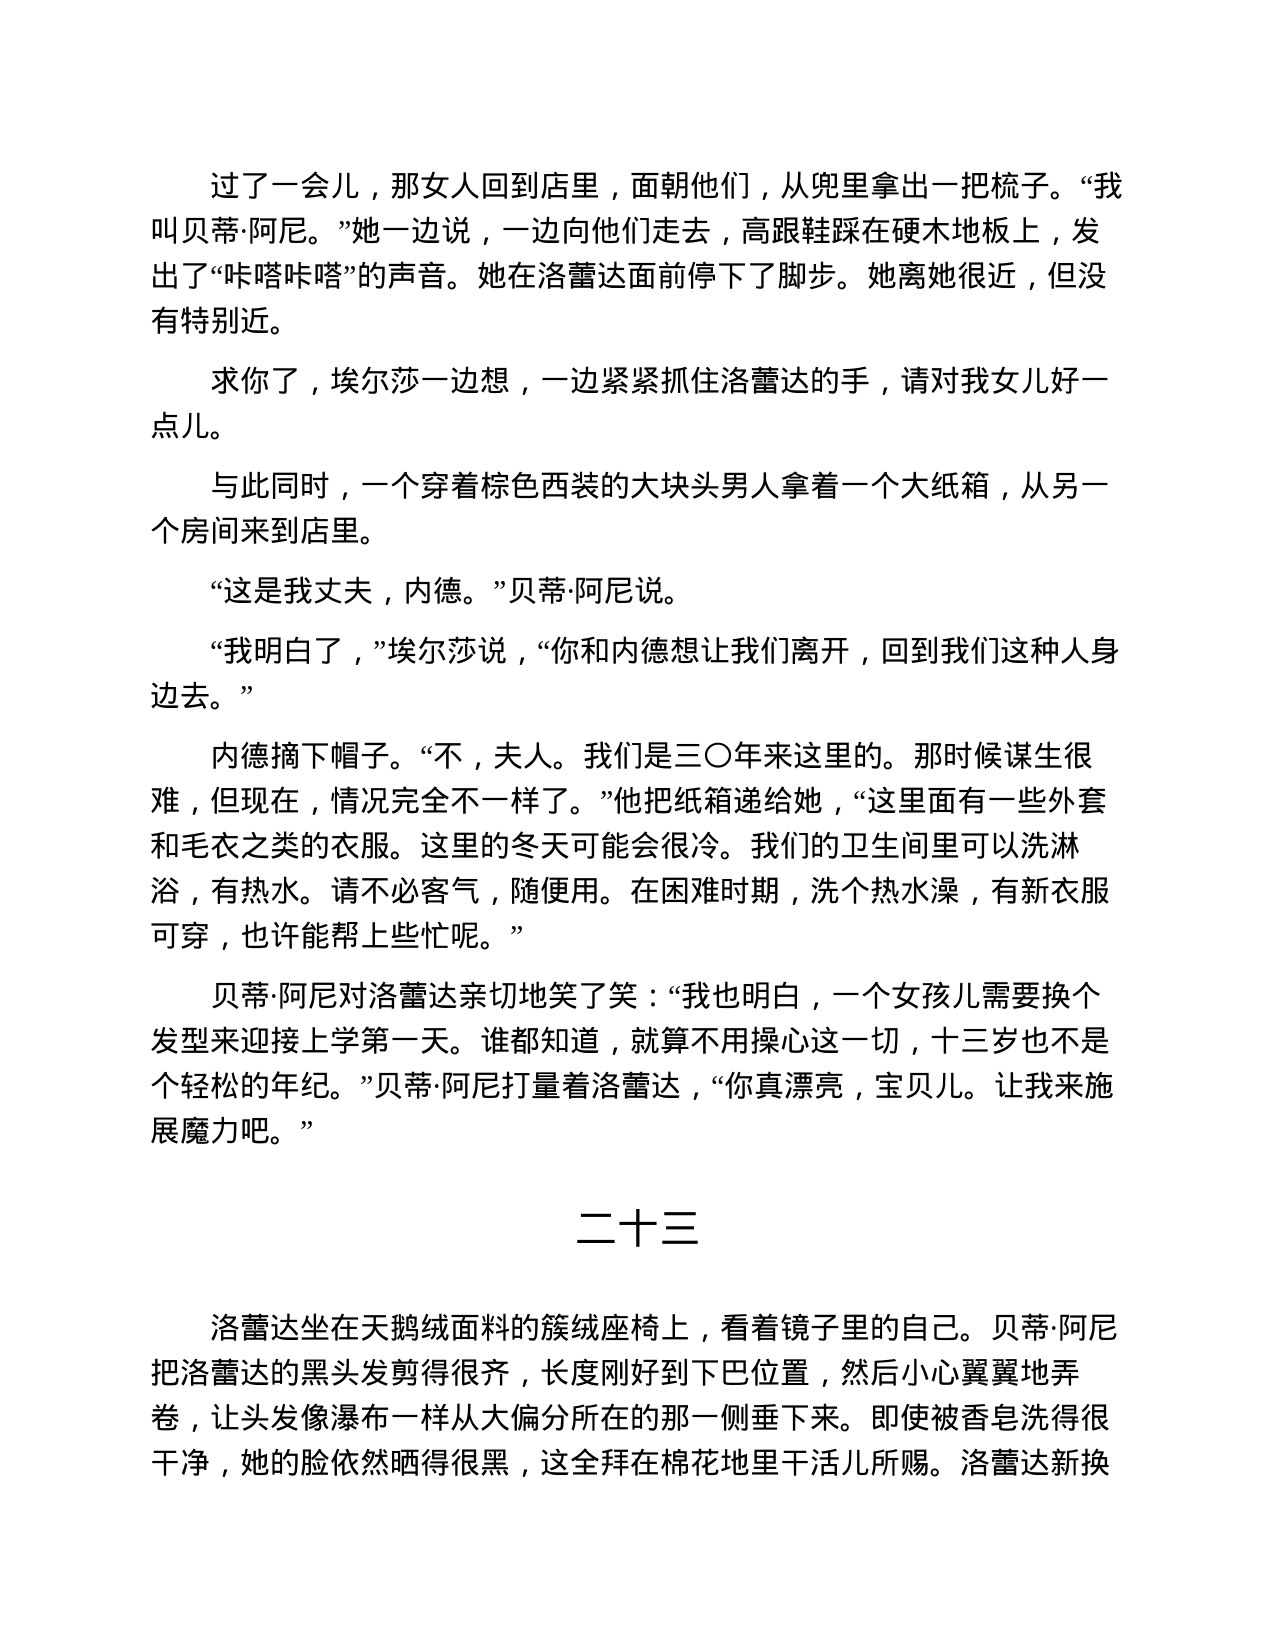 过了一会儿，那女人回到店里，面朝他们，从兜里拿出一把梳子。“我
叫贝蒂·阿尼。”她一边说，一边向他们走去，高跟鞋踩在硬木地板上，发
出了“咔嗒咔嗒”的声音。她在洛蕾达面前停下了脚步。她离她很近，但没
有特别近。
求你了，埃尔莎一边想，一边紧紧抓住洛蕾达的手，请对我女儿好一
点儿。
与此同时，一个穿着棕色西装的大块头男人拿着一个大纸箱，从另一
个房间来到店里。
“这是我丈夫，内德。”贝蒂·阿尼说。
“我明白了，”埃尔莎说，“你和内德想让我们离开，回到我们这种人身
边去。”
内德摘下帽子。“不，夫人。我们是三〇年来这里的。那时候谋生很
难，但现在，情况完全不一样了。”他把纸箱递给她，“这里面有一些外套
和毛衣之类的衣服。这里的冬天可能会很冷。我们的卫生间里可以洗淋
浴，有热水。请不必客气，随便用。在困难时期，洗个热水澡，有新衣服
可穿，也许能帮上些忙呢。”
贝蒂·阿尼对洛蕾达亲切地笑了笑：“我也明白，一个女孩儿需要换个
发型来迎接上学第一天。谁都知道，就算不用操心这一切，十三岁也不是
个轻松的年纪。”贝蒂·阿尼打量着洛蕾达，“你真漂亮，宝贝儿。让我来施
展魔力吧。”
二十三
洛蕾达坐在天鹅绒面料的簇绒座椅上，看着镜子里的自己。贝蒂·阿尼
把洛蕾达的黑头发剪得很齐，长度刚好到下巴位置，然后小心翼翼地弄
卷，让头发像瀑布一样从大偏分所在的那一侧垂下来。即使被香皂洗得很
干净，她的脸依然晒得很黑，这全拜在棉花地里干活儿所赐。洛蕾达新换